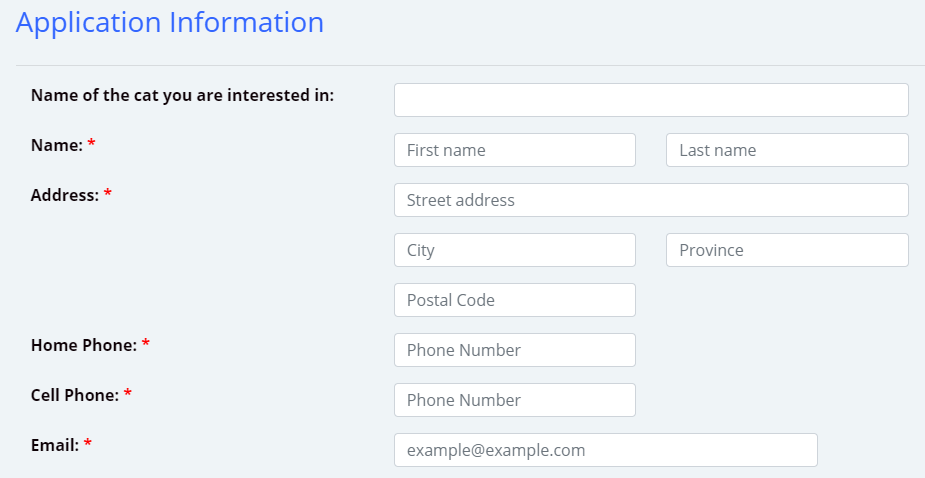 Application Information
Name of the cat you are interested in:
Name: * First name Last name
Address: * Street address
City Province
Postal Code
Home Phone: * Phone Number
Cell Phone: * Phone Number
Email: * example@example.com